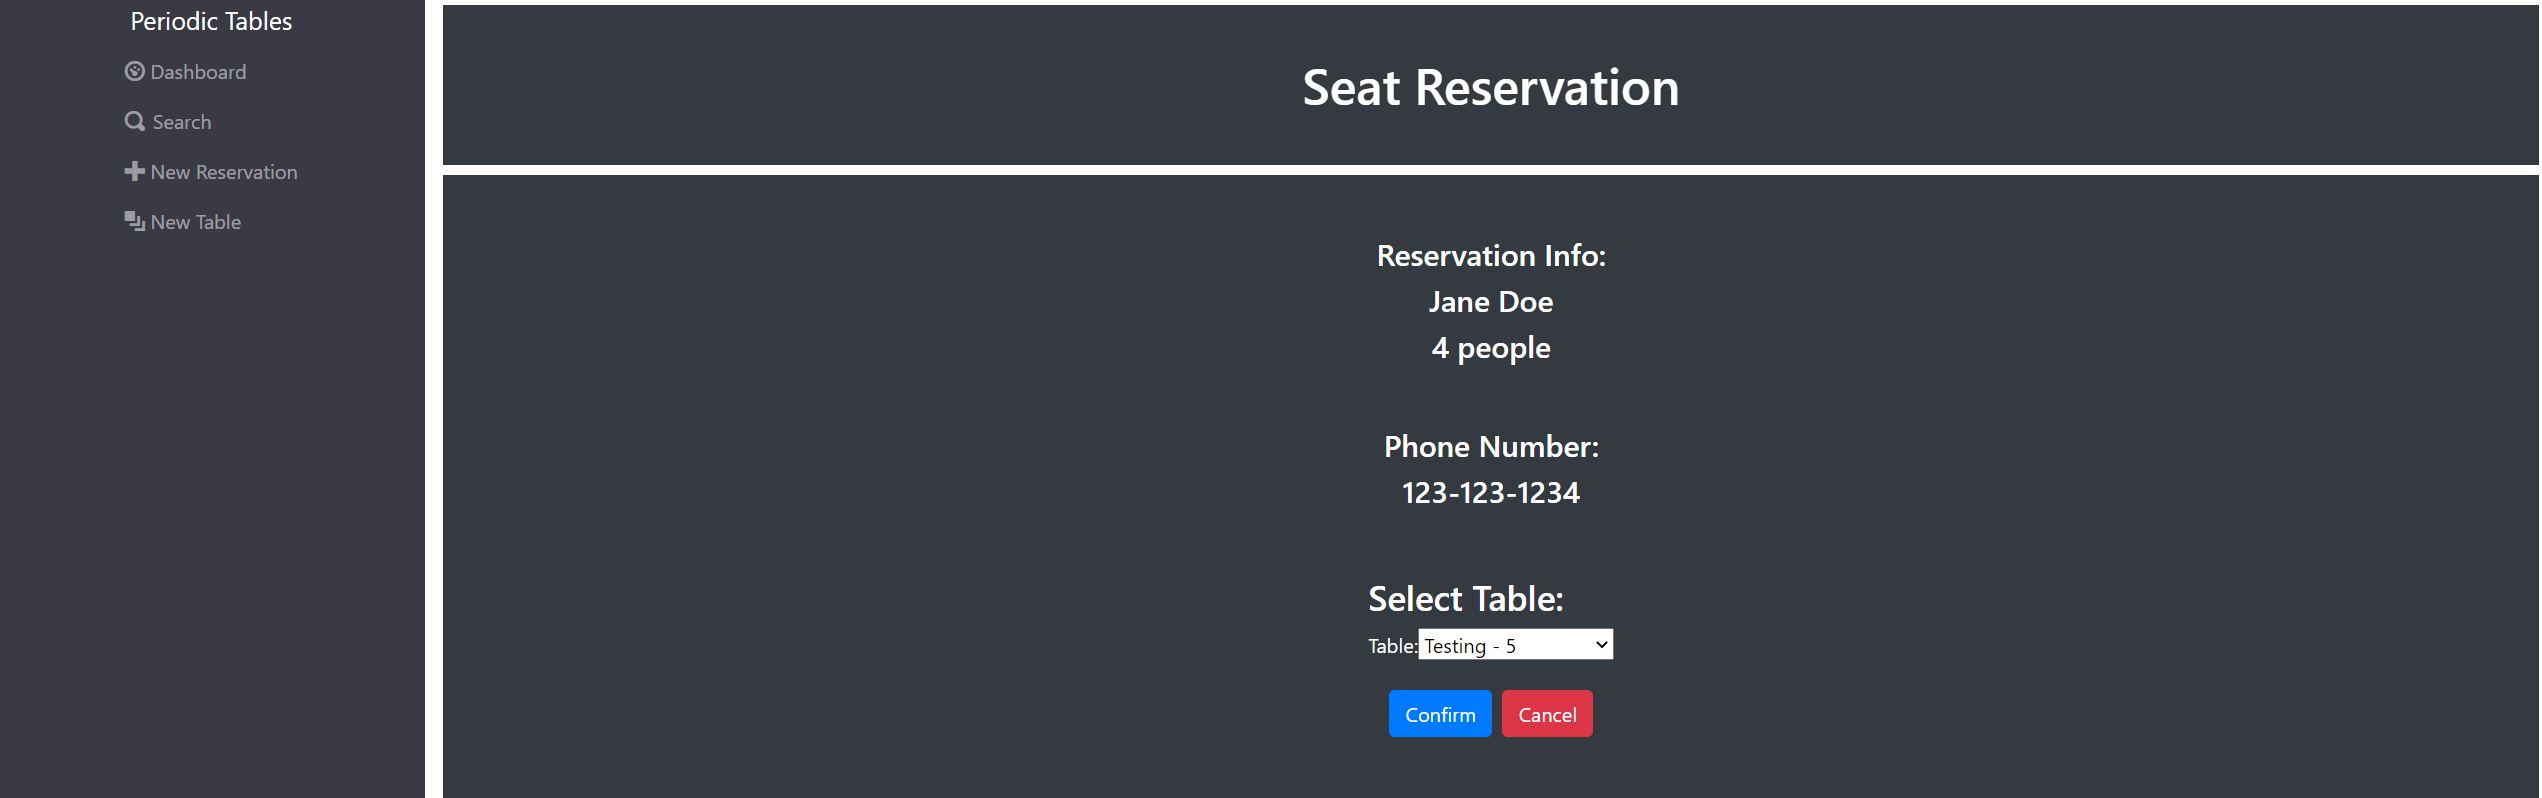 Periodic Tables
Dashboard
Search
New Reservation
New Table
Seat Reservation
Reservation Info:
Jane Doe
4 people
Phone Number:
123-123-1234
Select Table:
Table: Testing - 5
Confirm Cancel